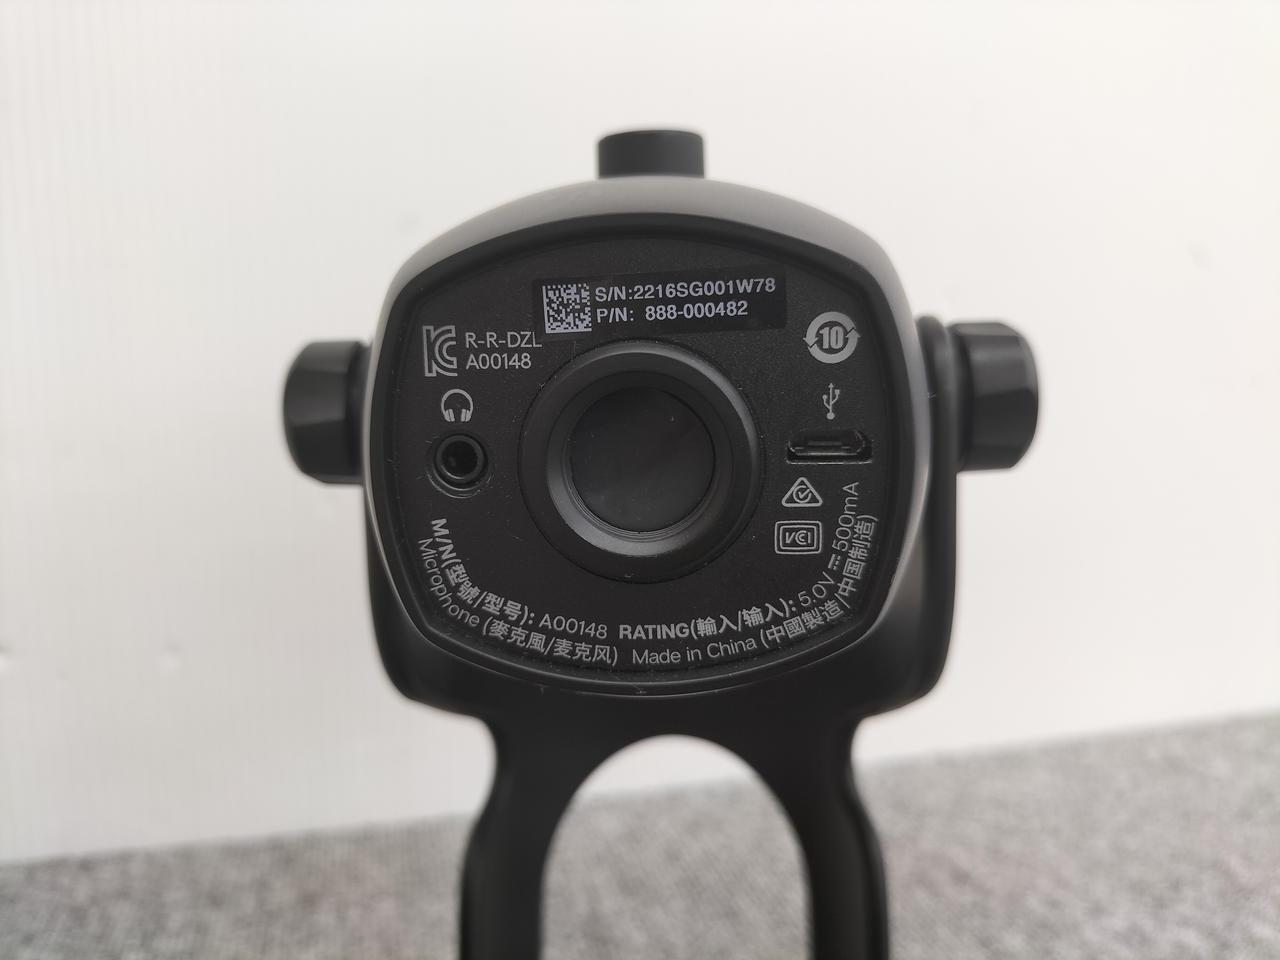 S/N:2216SG001W78
P/N: 888-000482
R-R-DZL
A00148
10
VCCI
M/N(型號/型号): A00148 RATING(輸入/输入): 5.0V ⎓ 500mA
Microphone (麥克風/麦克风) Made in China (中國製造/中国制造)